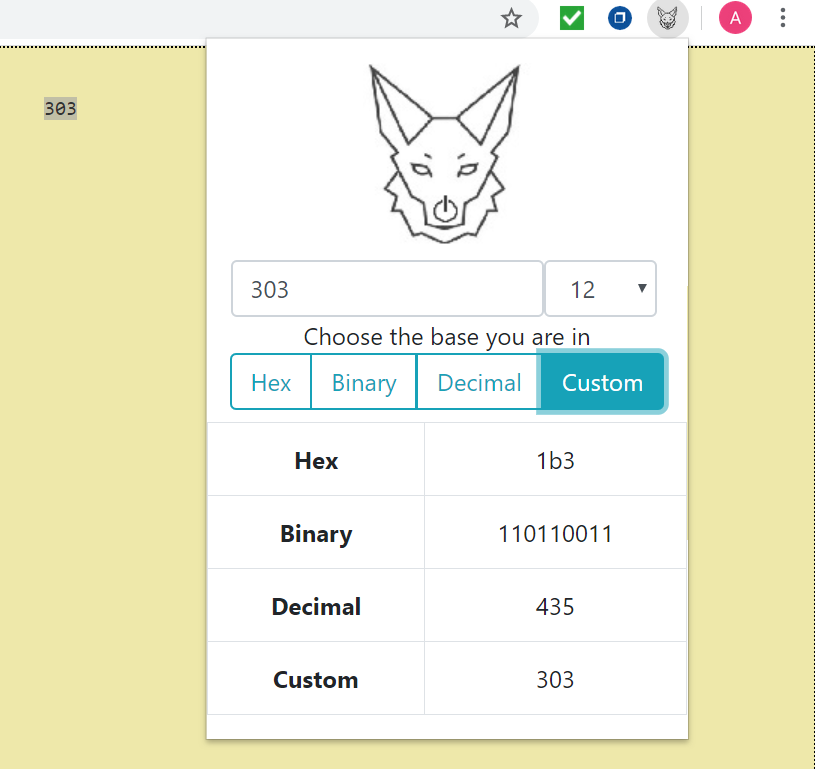 A
303
303 12
Choose the base you are in
Hex Binary Decimal Custom
Hex 1b3
Binary 110110011
Decimal 435
Custom 303